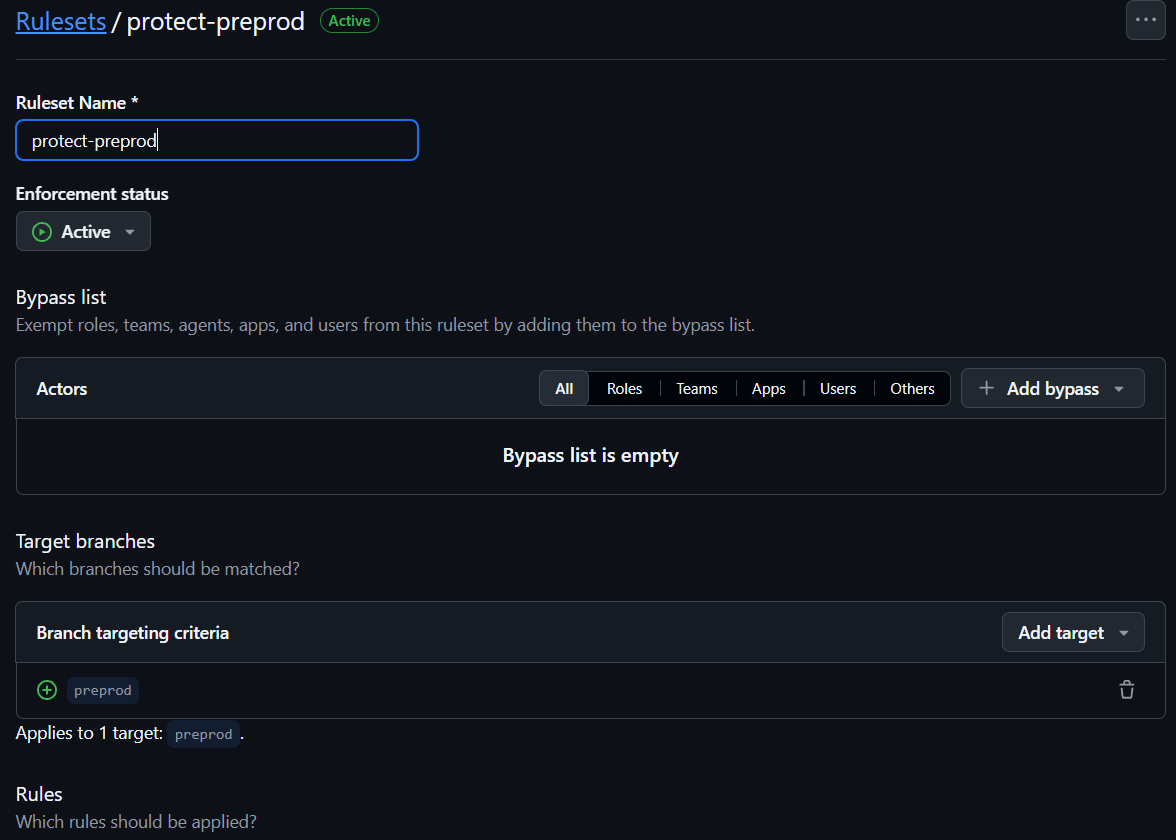 Rulesets / protect-preprod Active
Ruleset Name *
protect-preprod
Enforcement status
Active
Bypass list
Exempt roles, teams, agents, apps, and users from this ruleset by adding them to the bypass list.
Actors All Roles Teams Apps Users Others Add bypass
Bypass list is empty
Target branches
Which branches should be matched?
Branch targeting criteria Add target
preprod
Applies to 1 target: preprod.
Rules
Which rules should be applied?